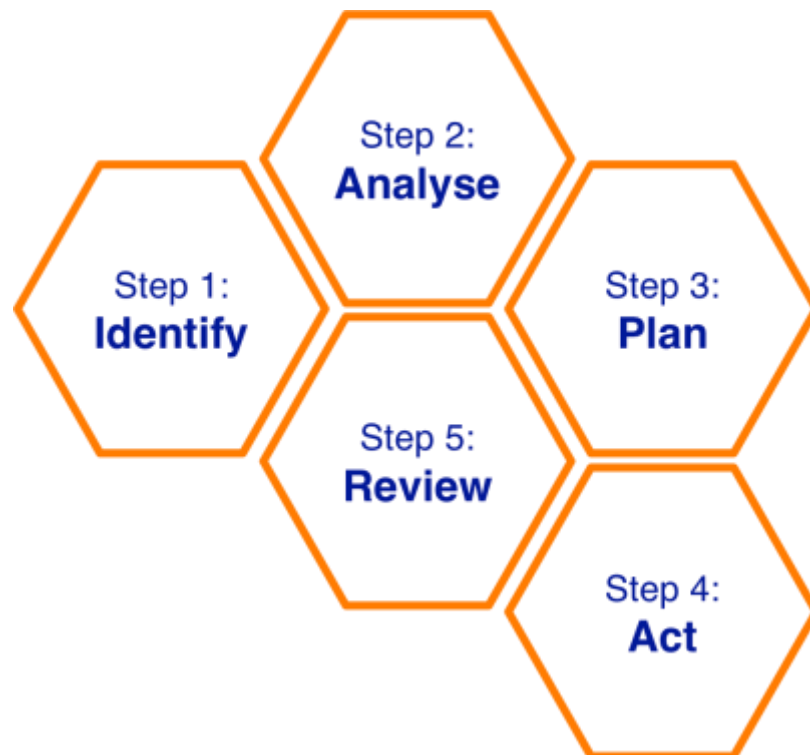 Step 1:
Identify
Step 2:
Analyse
Step 3:
Plan
Step 4:
Act
Step 5:
Review